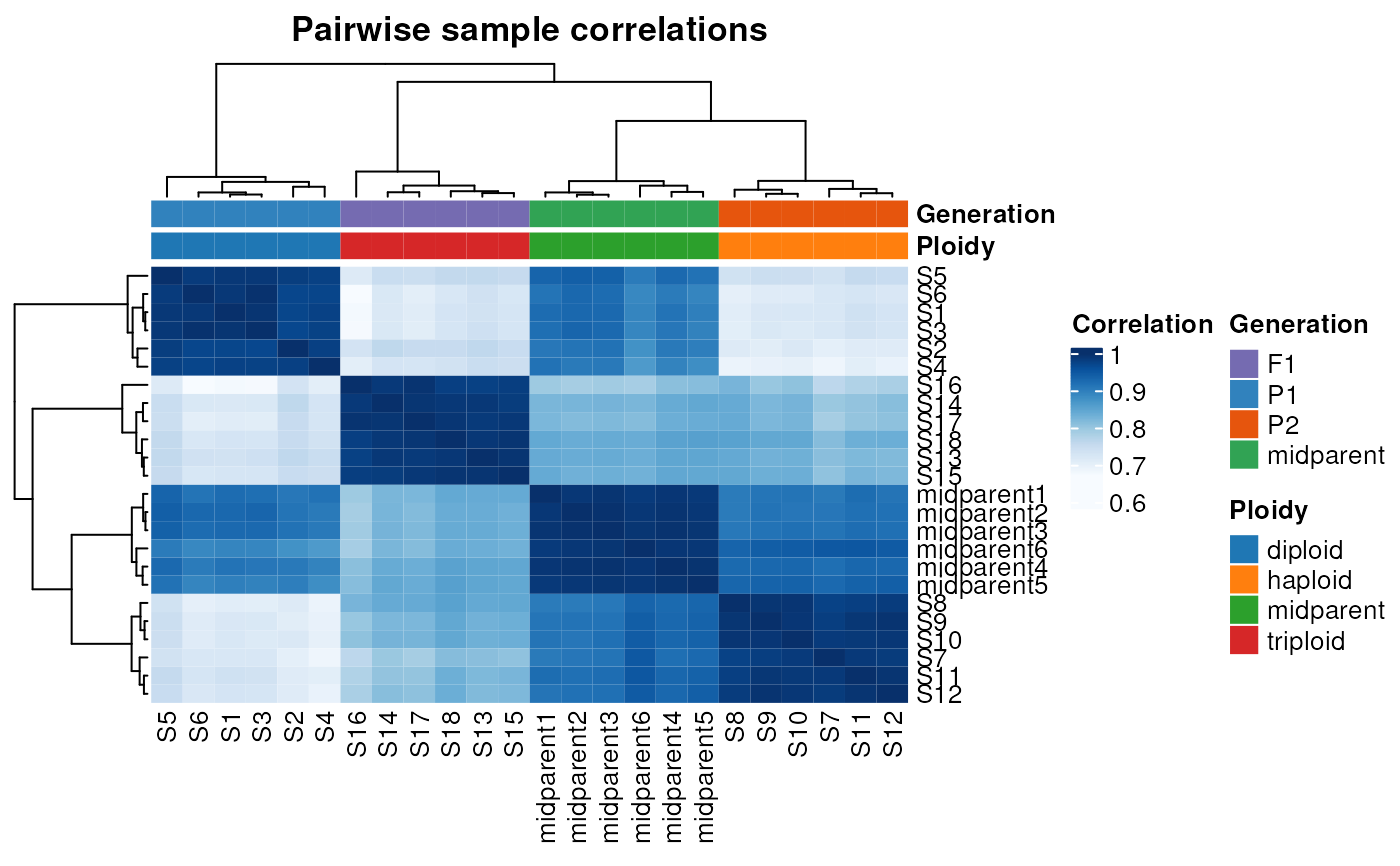 Pairwise sample correlations
Generation
Ploidy
S5
S6
S1
S3
S2
S4
S16
S14
S17
S18
S13
S15
midparent1
midparent2
midparent3
midparent6
midparent4
midparent5
S8
S9
S10
S7
S11
S12
S5 S6 S1 S3 S2 S4 S16 S14 S17 S18 S13 S15 midparent1 midparent2 midparent3 midparent6 midparent4 midparent5 S8 S9 S10 S7 S11 S12
Correlation
1
0.9
0.8
0.7
0.6
Generation
F1
P1
P2
midparent
Ploidy
diploid
haploid
midparent
triploid